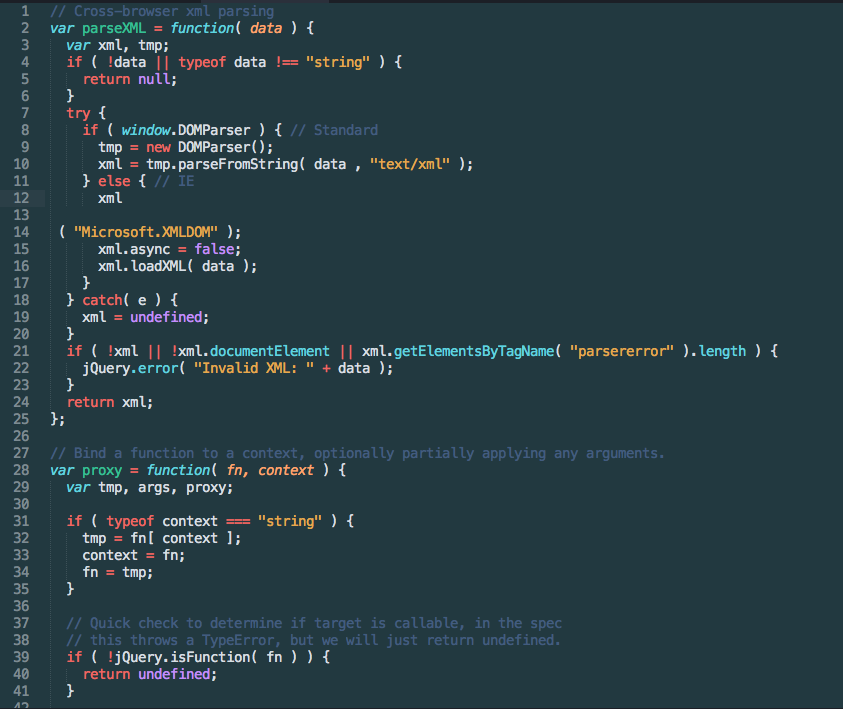 1 // Cross-browser xml parsing
2 var parseXML = function( data ) {
3   var xml, tmp;
4   if ( !data || typeof data !== "string" ) {
5     return null;
6   }
7   try {
8     if ( window.DOMParser ) { // Standard
9       tmp = new DOMParser();
10       xml = tmp.parseFromString( data , "text/xml" );
11     } else { // IE
12       xml
13
14  ( "Microsoft.XMLDOM" );
15       xml.async = false;
16       xml.loadXML( data );
17     }
18   } catch( e ) {
19     xml = undefined;
20   }
21   if ( !xml || !xml.documentElement || xml.getElementsByTagName( "parsererror" ).length ) {
22     jQuery.error( "Invalid XML: " + data );
23   }
24   return xml;
25 };
26
27 // Bind a function to a context, optionally partially applying any arguments.
28 var proxy = function( fn, context ) {
29   var tmp, args, proxy;
30
31   if ( typeof context === "string" ) {
32     tmp = fn[ context ];
33     context = fn;
34     fn = tmp;
35   }
36
37   // Quick check to determine if target is callable, in the spec
38   // this throws a TypeError, but we will just return undefined.
39   if ( !jQuery.isFunction( fn ) ) {
40     return undefined;
41   }
42